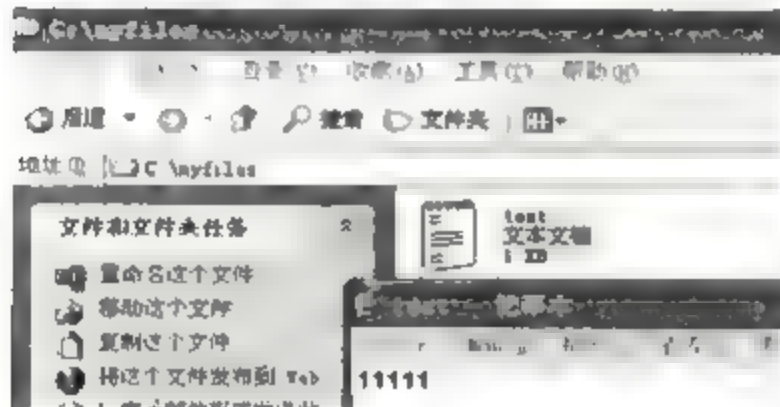 C:\myfiles
查看(V) 收藏(A) 工具(T) 帮助(H)
后退 搜索 文件夹
地址(D) C:\myfiles
文件和文件夹任务
test
文本文档
1 KB
重命名这个文件
移动这个文件
复制这个文件
将这个文件发布到 Web
记事本
11111